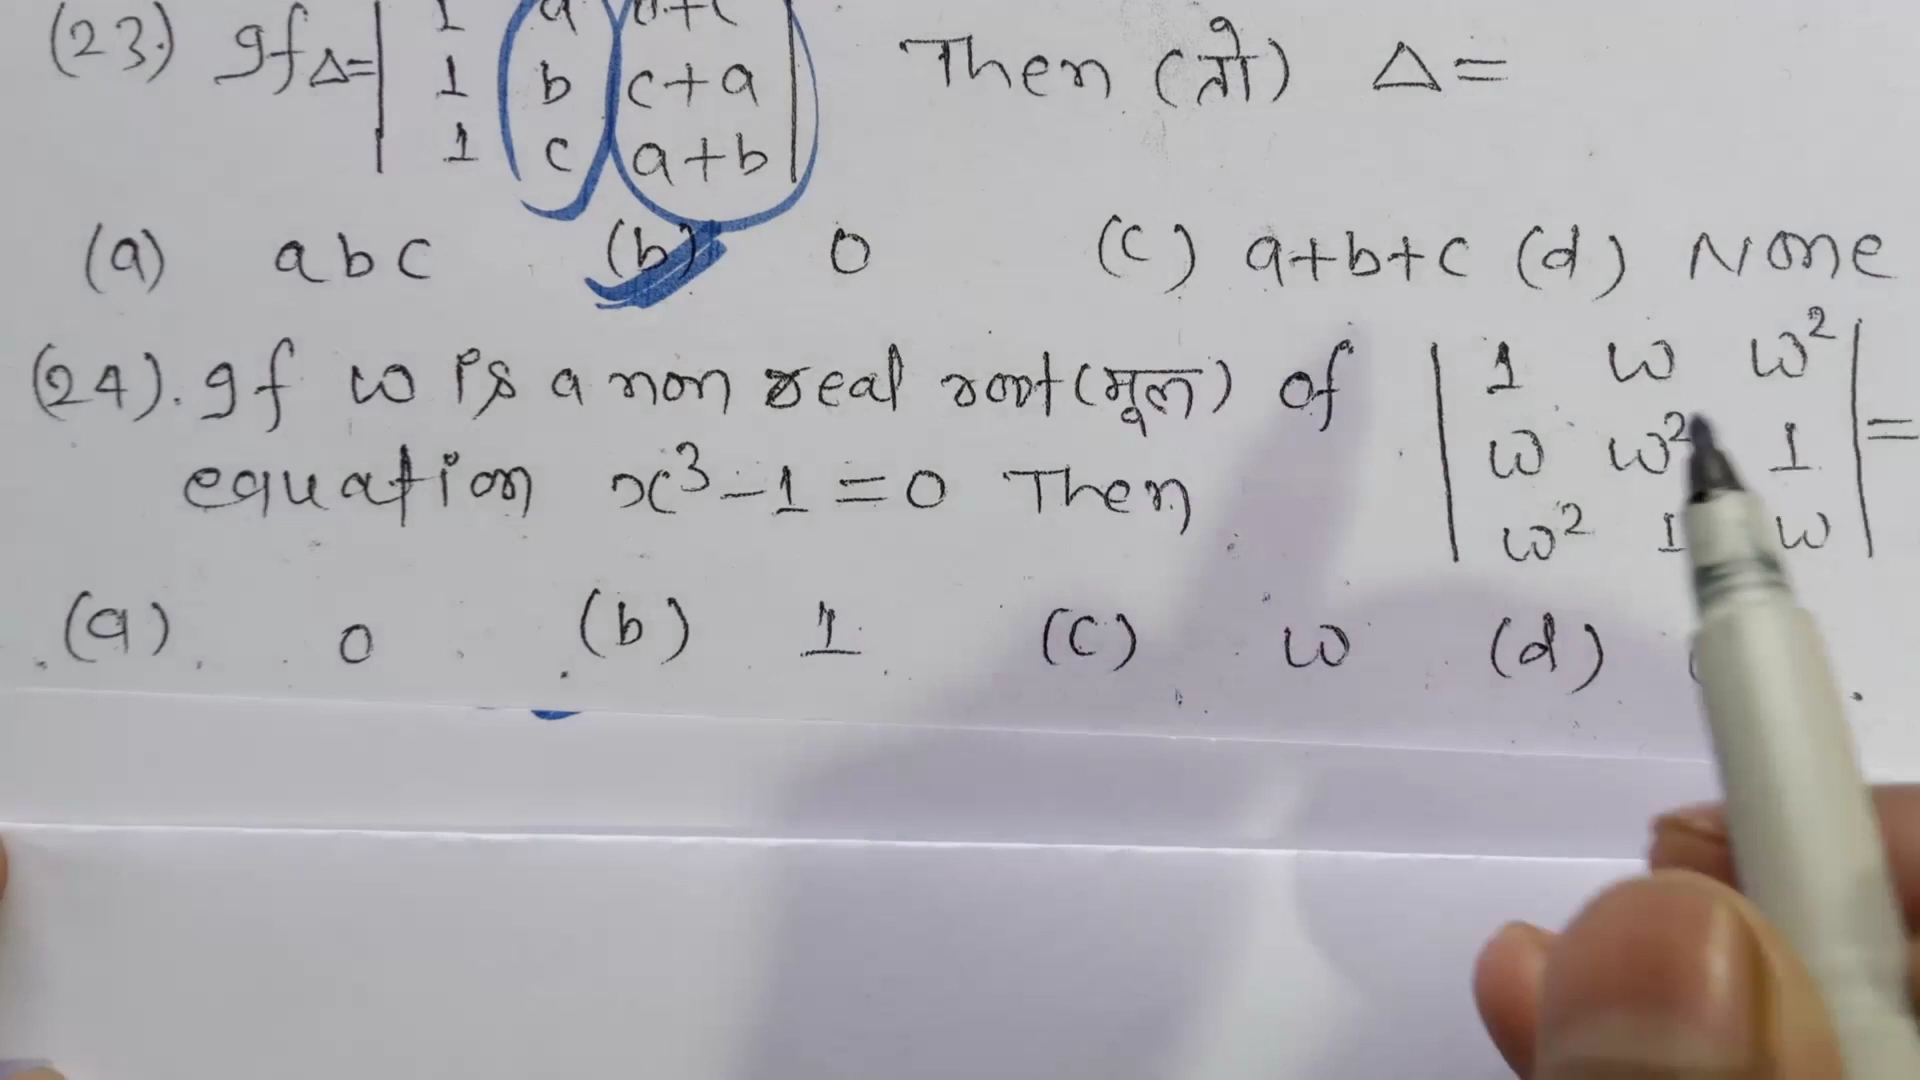 (23.) If Δ= | 1 a b+c |
| 1 b c+a | Then (तो) Δ=
| 1 c a+b |
(a) abc (b) 0 (c) a+b+c (d) None
(24). If ω is a non real root (मूल) of | 1 ω ω² |
equation x³-1=0 Then | ω ω² 1 | =
| ω² 1 ω |
(a) 0 (b) 1 (c) ω (d)